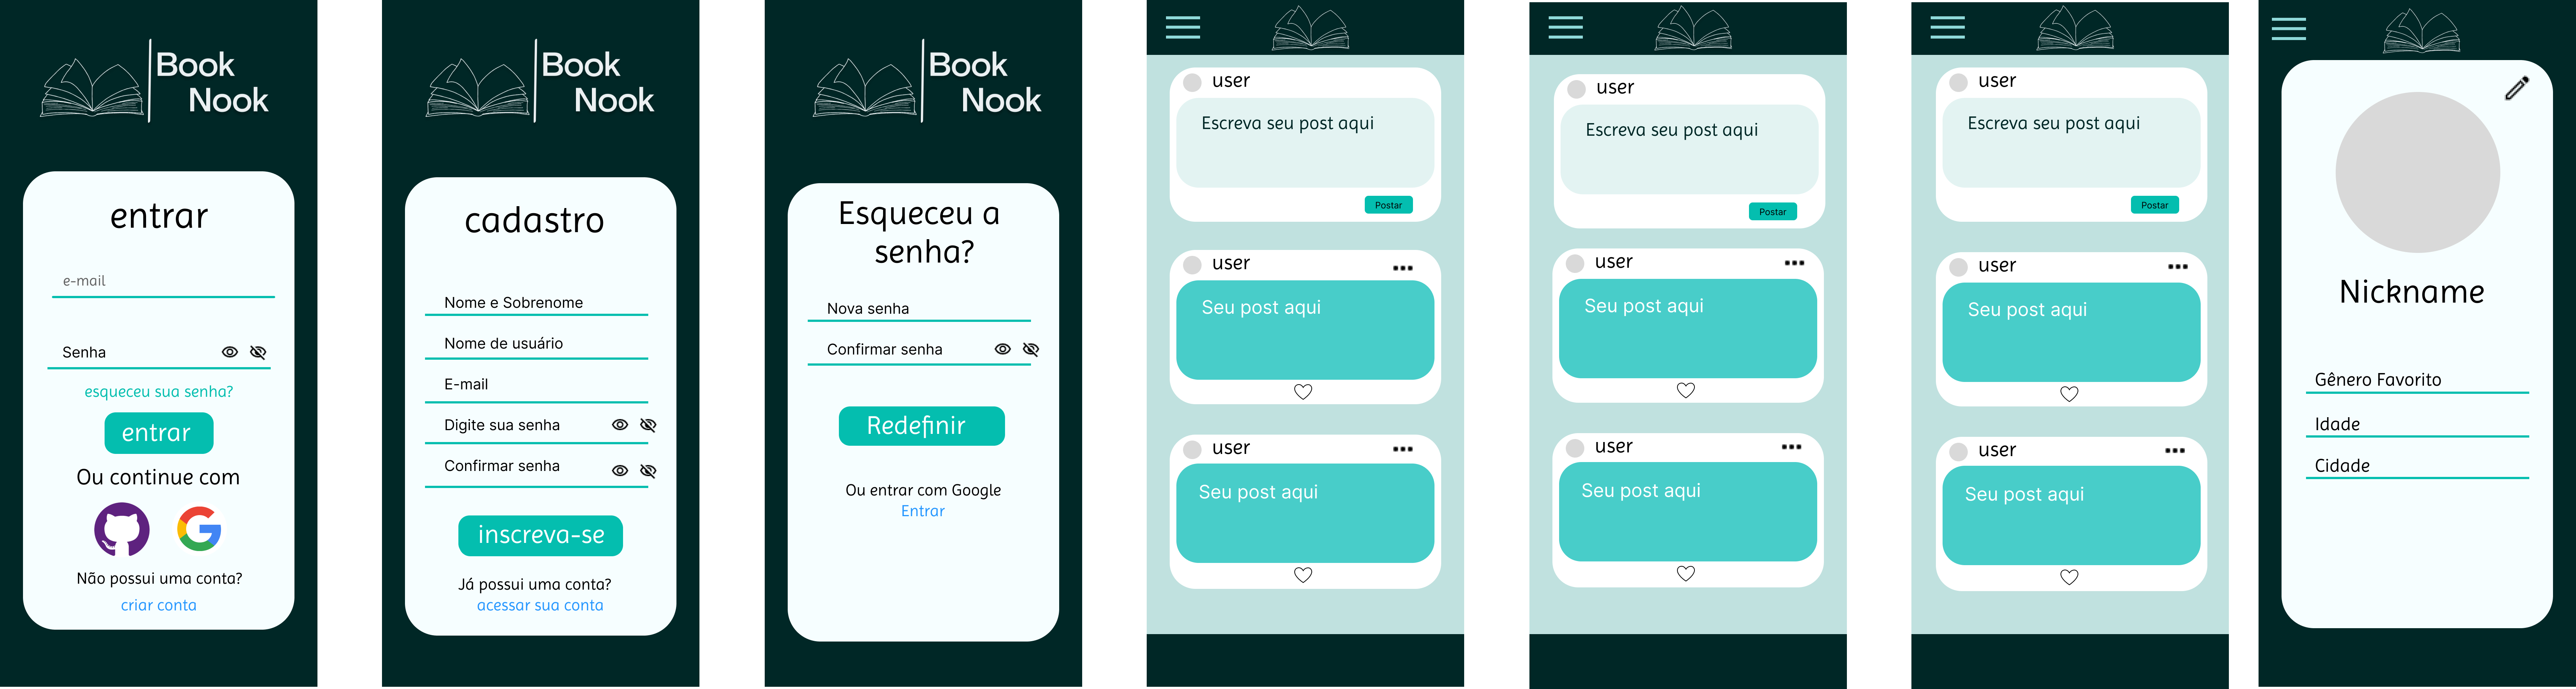 Book
Nook
entrar
e-mail
Senha
esqueceu sua senha?
entrar
Ou continue com
Não possui uma conta?
criar conta
Book
Nook
cadastro
Nome e Sobrenome
Nome de usuário
E-mail
Digite sua senha
Confirmar senha
inscreva-se
Já possui uma conta?
acessar sua conta
Book
Nook
Esqueceu a
senha?
Nova senha
Confirmar senha
Redefinir
Ou entrar com Google
Entrar
user
Escreva seu post aqui
Postar
user
Seu post aqui
user
Seu post aqui
user
Escreva seu post aqui
Postar
user
Seu post aqui
user
Seu post aqui
user
Escreva seu post aqui
Postar
user
Seu post aqui
user
Seu post aqui
Nickname
Gênero Favorito
Idade
Cidade